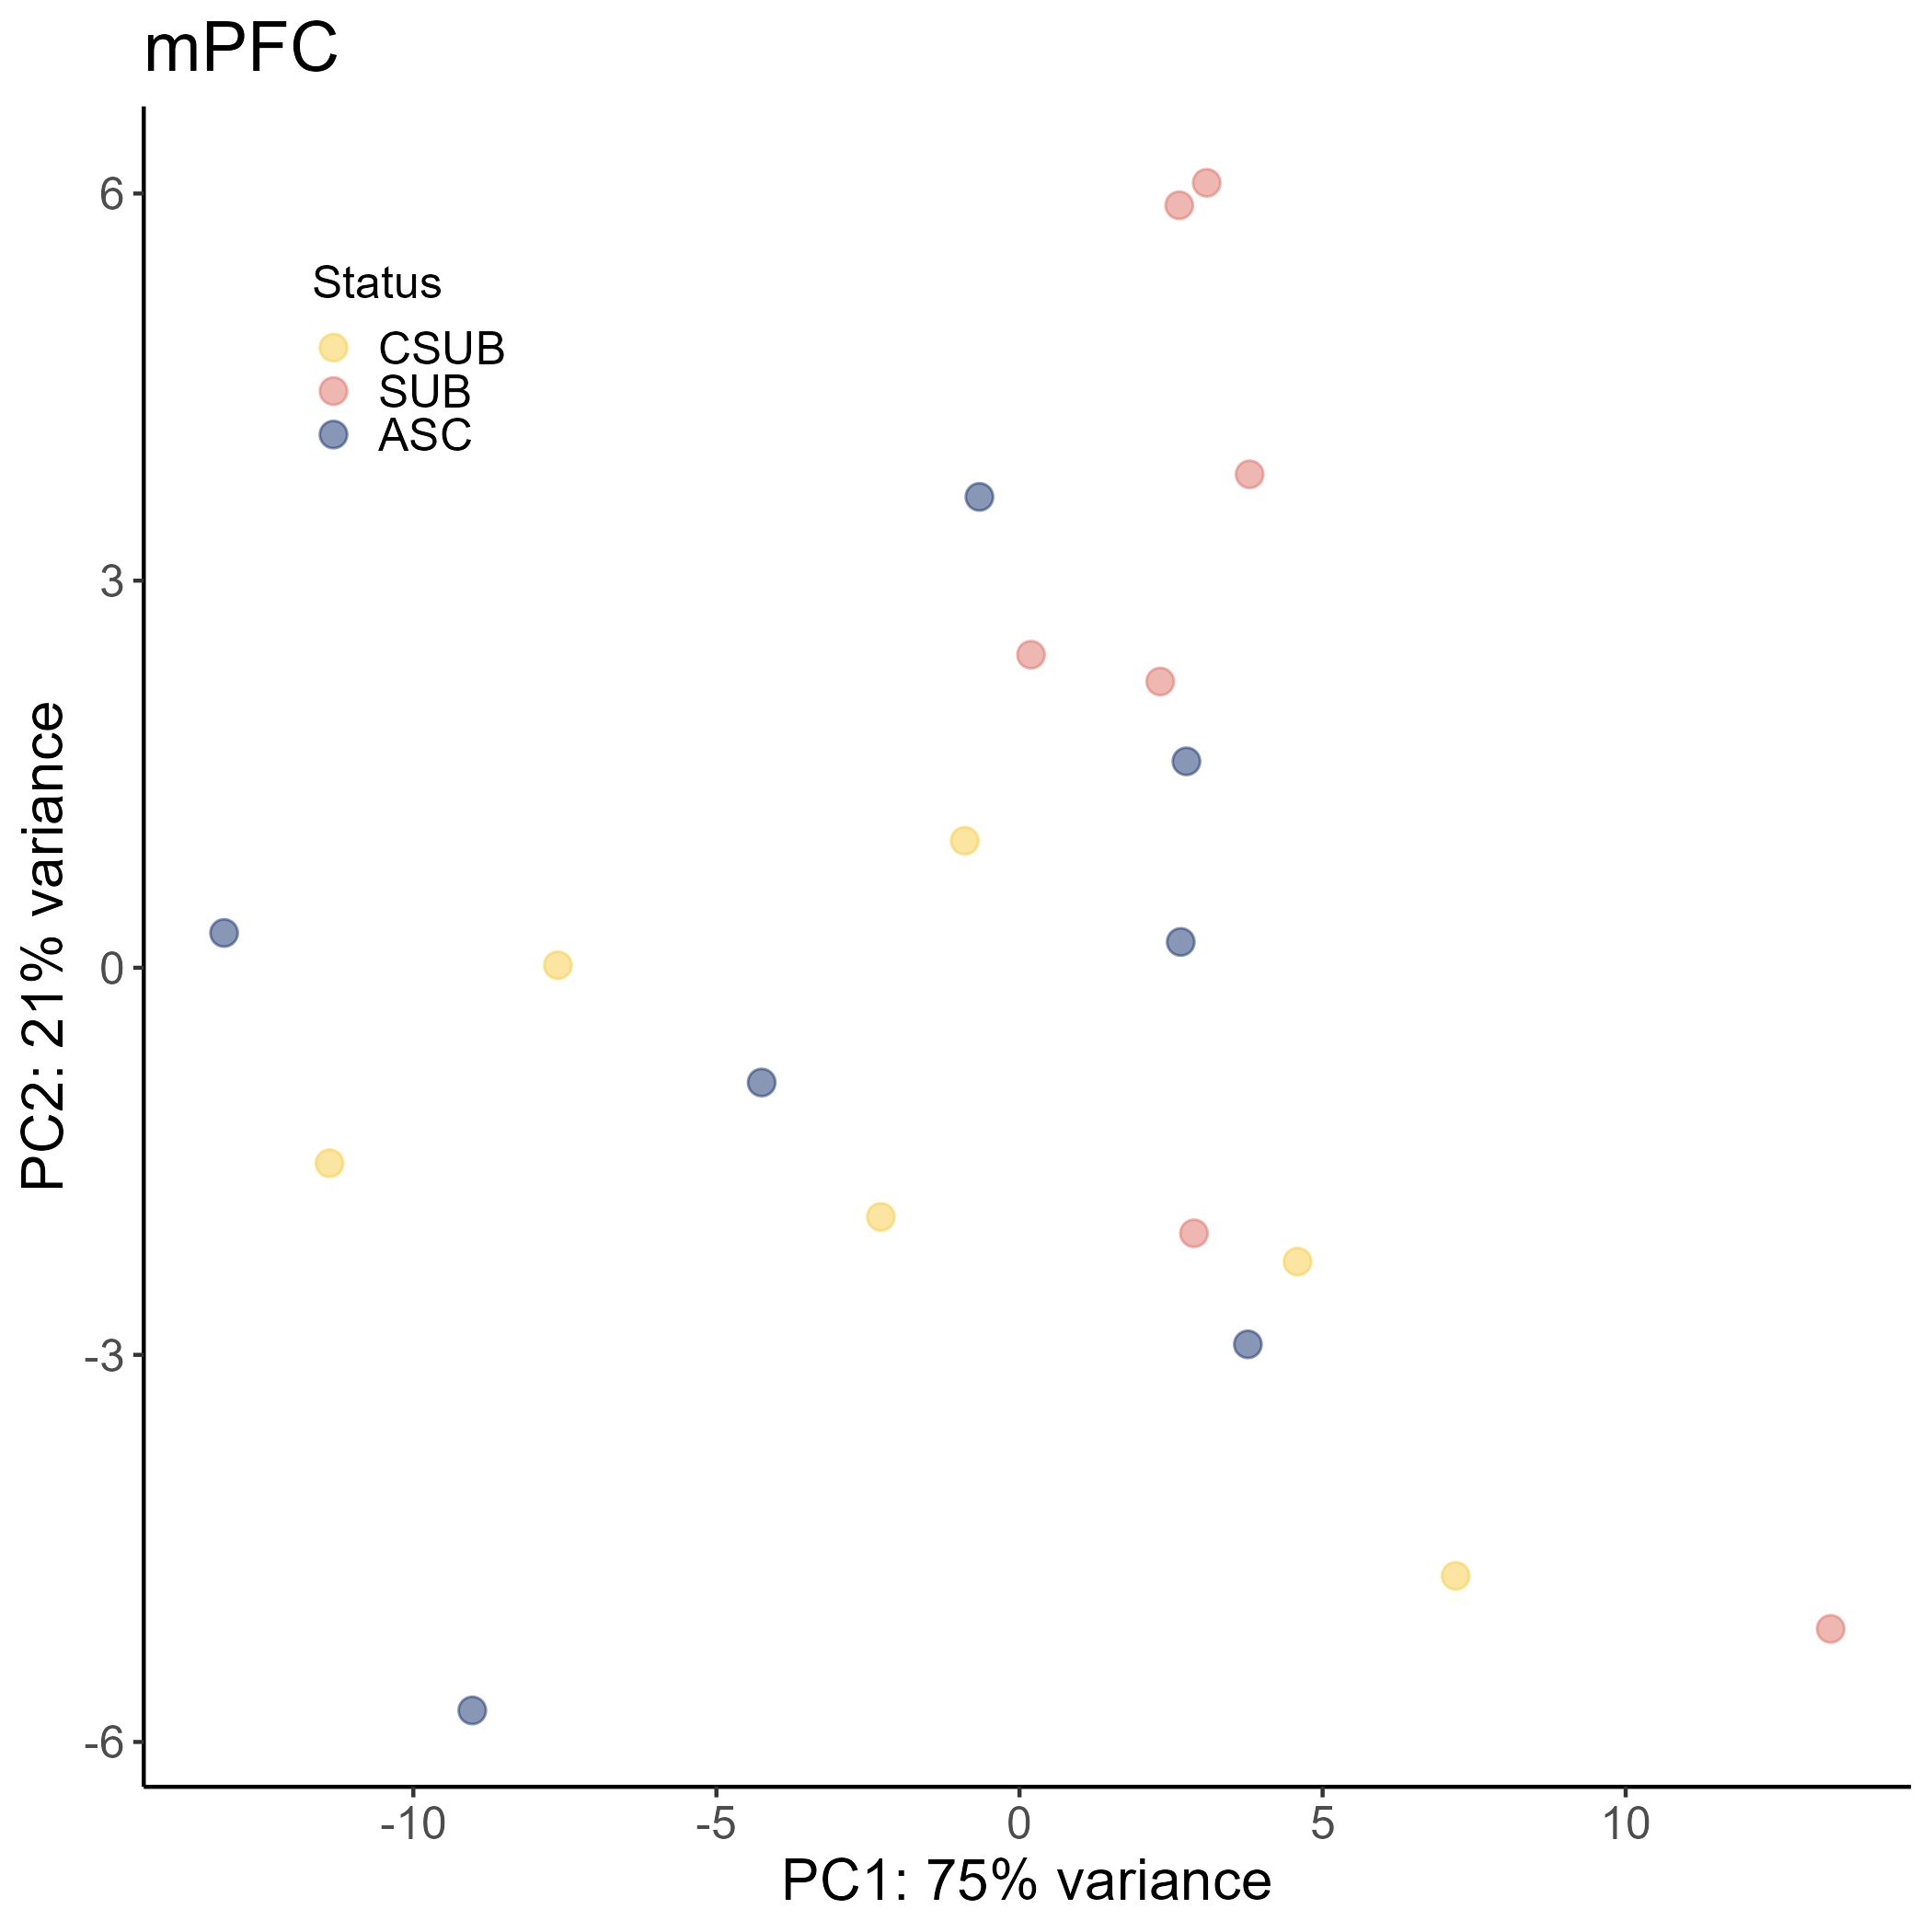 mPFC
6
3
0
-3
-6
PC2: 21% variance
Status
CSUB
SUB
ASC
-10
-5
0
5
10
PC1: 75% variance